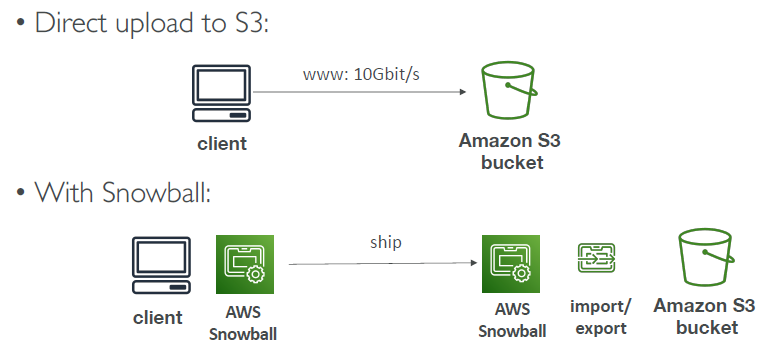 • Direct upload to S3:
www: 10Gbit/s
client
Amazon S3
bucket
• With Snowball:
ship
client
AWS
Snowball
AWS
Snowball
import/
export
Amazon S3
bucket